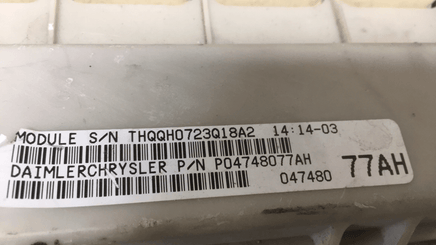 MODULE S/N THQQH0723Q18A2 14:14-03
DAIMLERCHRYSLER P/N P04748077AH
047480 77AH